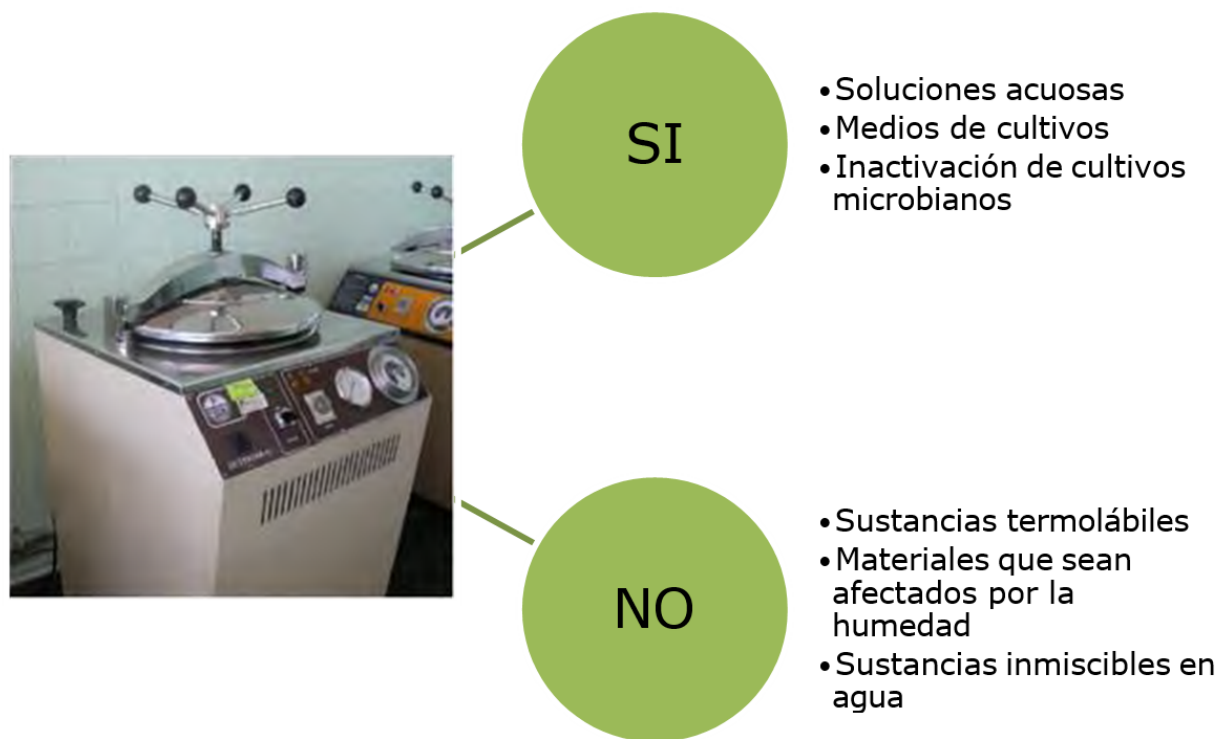 SI
•Soluciones acuosas
•Medios de cultivos
•Inactivación de cultivos
microbianos
NO
•Sustancias termolábiles
•Materiales que sean
afectados por la
humedad
•Sustancias inmiscibles en
agua